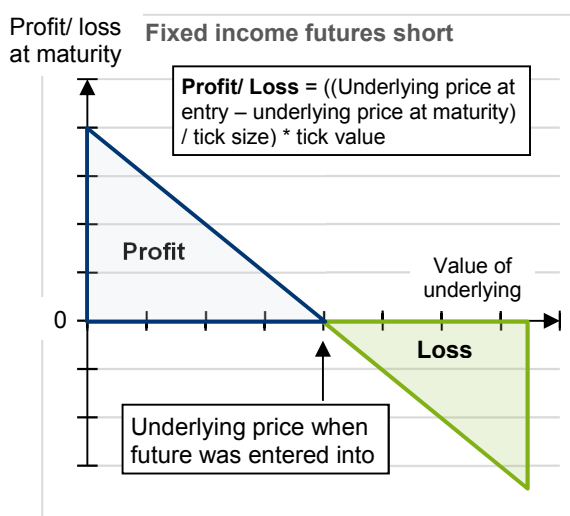 Profit/ loss
at maturity
Fixed income futures short
Profit/ Loss = ((Underlying price at
entry – underlying price at maturity)
/ tick size) * tick value
Profit
Value of
underlying
0
Loss
Underlying price when
future was entered into